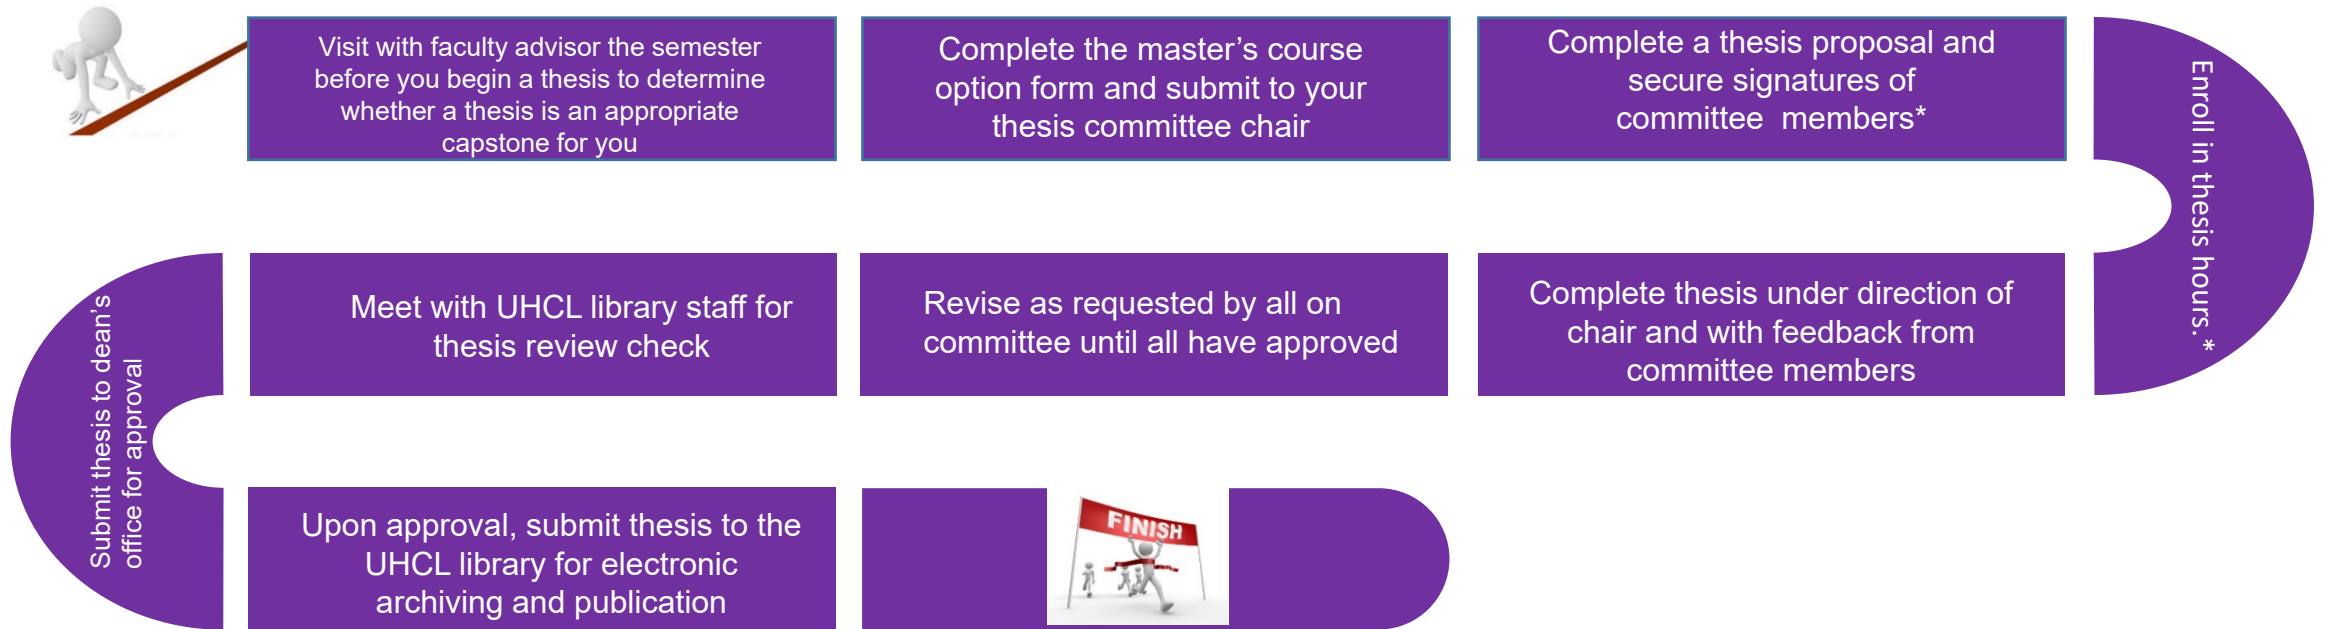 Visit with faculty advisor the semester
before you begin a thesis to determine
whether a thesis is an appropriate
capstone for you
Complete the master’s course
option form and submit to your
thesis committee chair
Complete a thesis proposal and
secure signatures of
committee  members*
Enroll in thesis hours.*
Complete thesis under direction of
chair and with feedback from
committee members
Revise as requested by all on
committee until all have approved
Meet with UHCL library staff for
thesis review check
Submit thesis to dean’s
office for approval
Upon approval, submit thesis to the
UHCL library for electronic
archiving and publication
FINISH